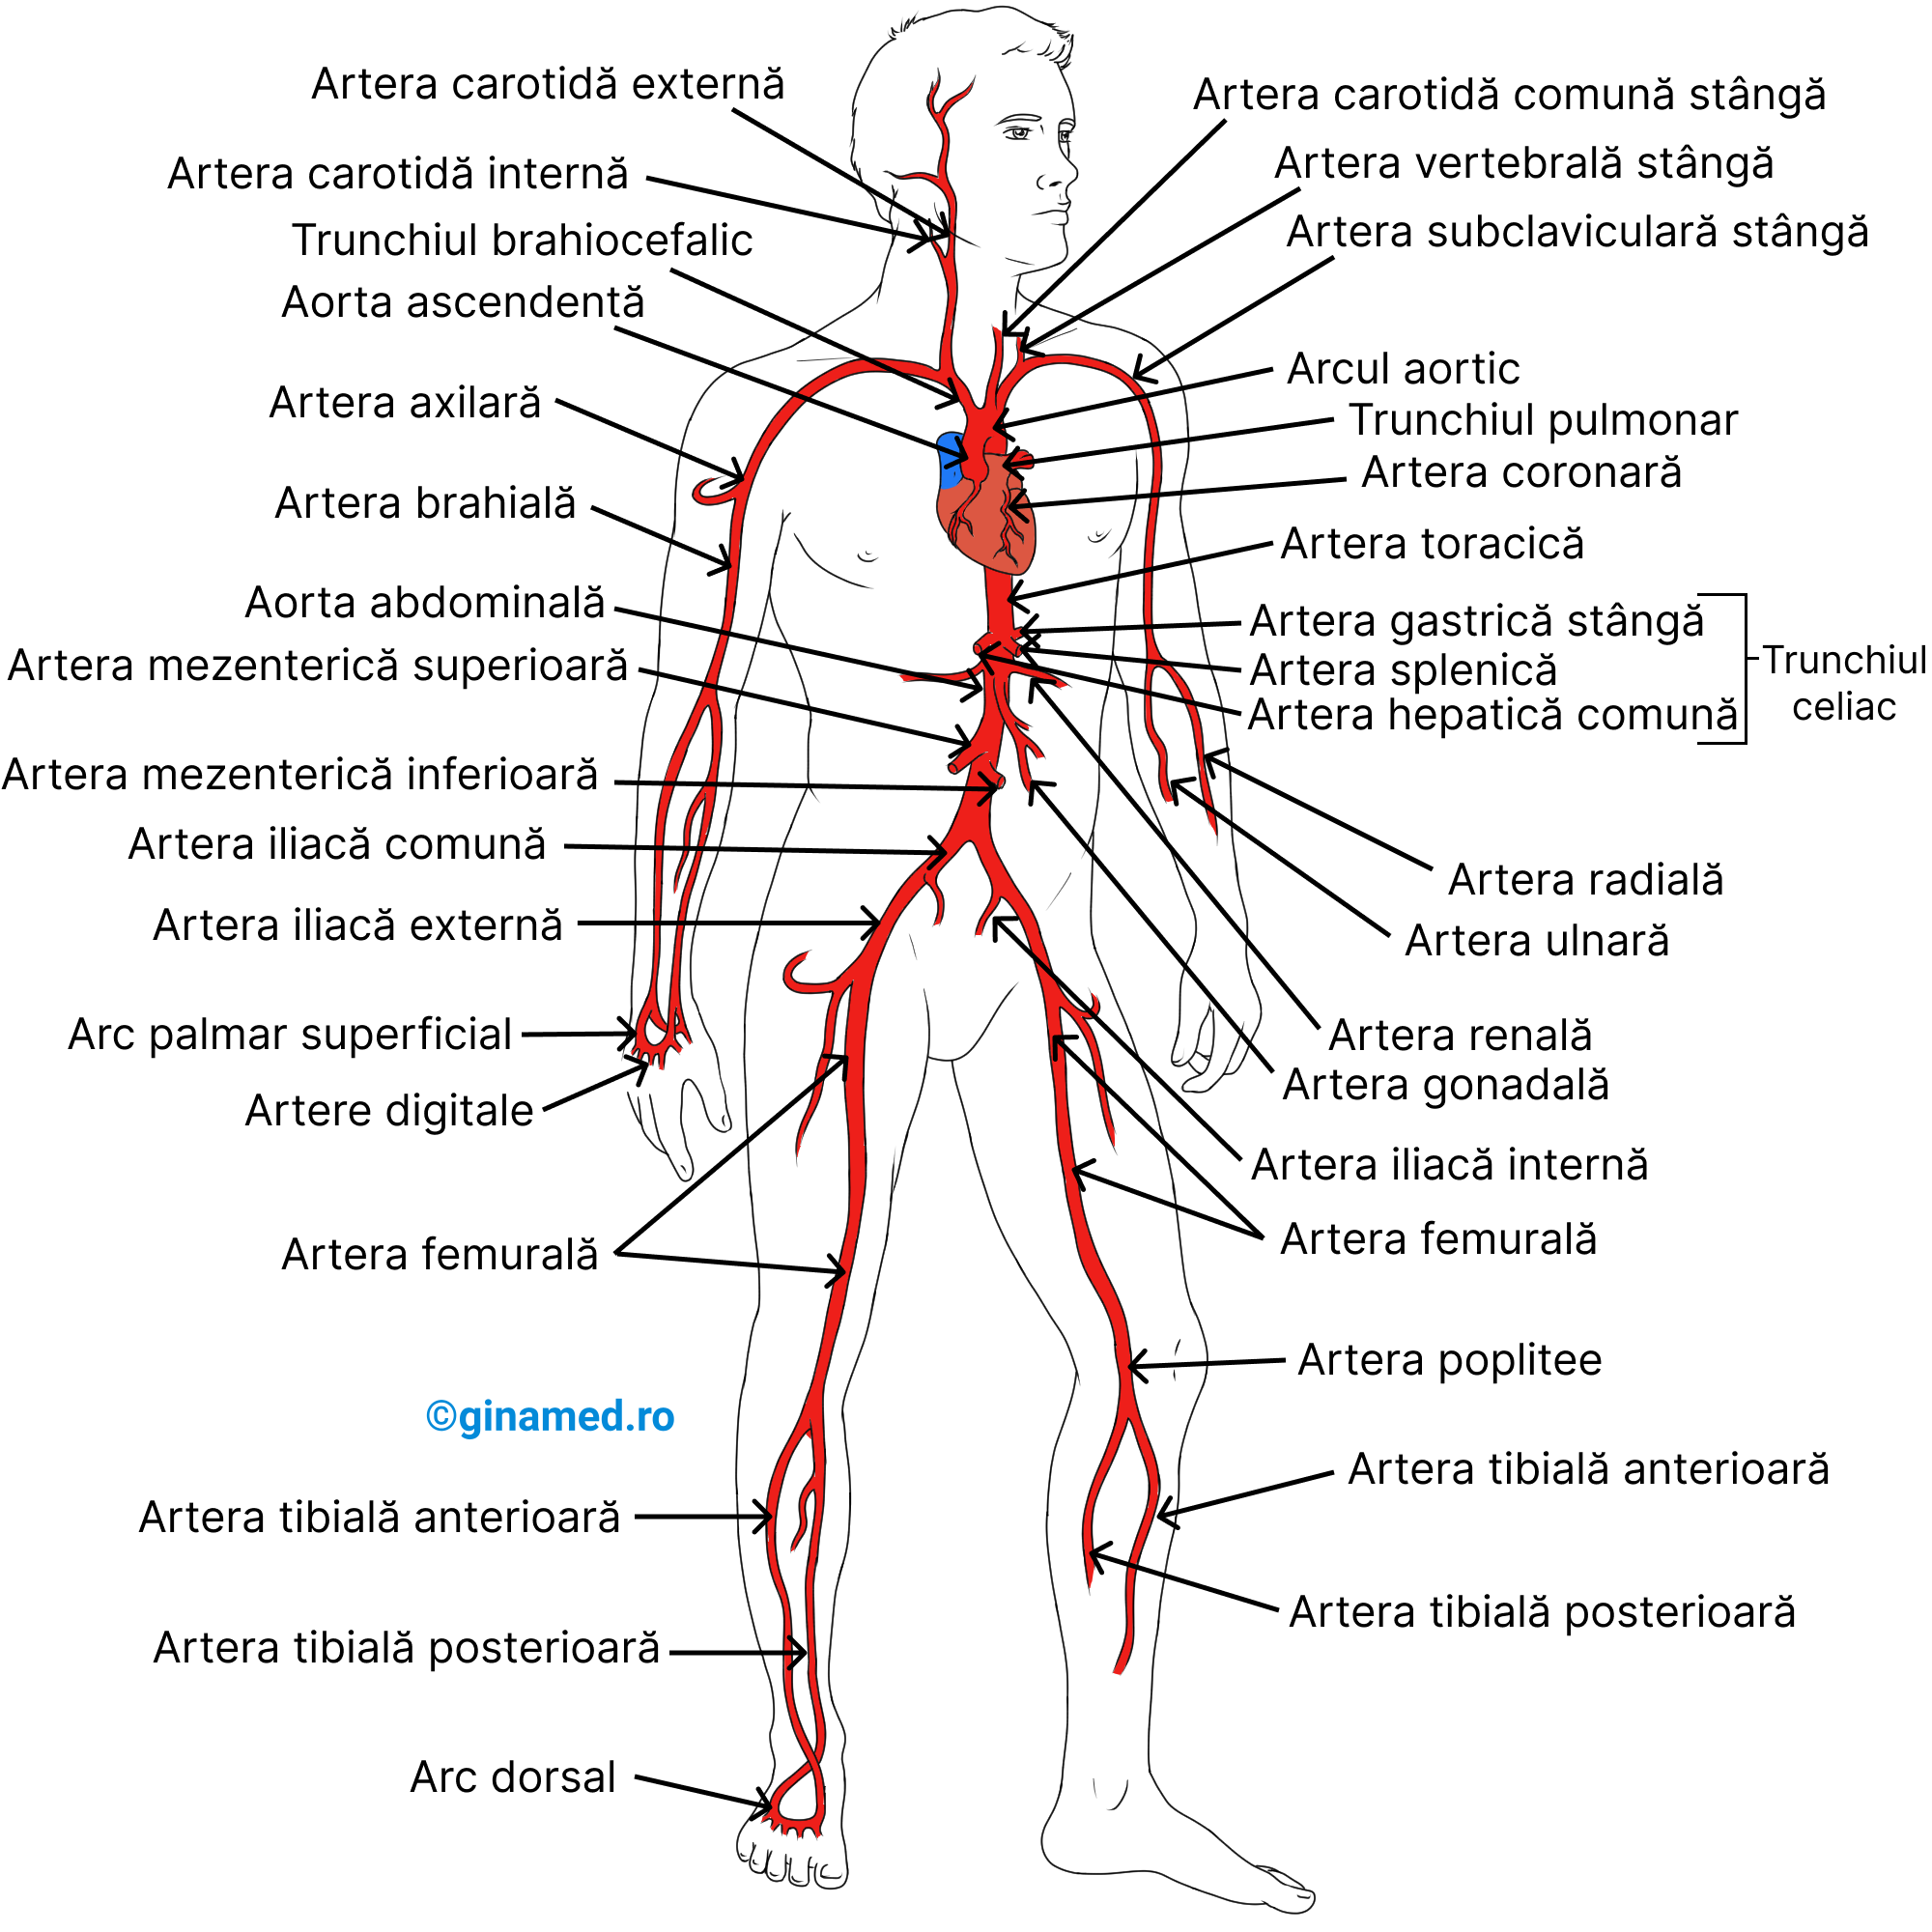 Artera carotidă externă
Artera carotidă internă
Trunchiul brahiocefalic
Aorta ascendentă
Artera axilară
Artera brahială
Aorta abdominală
Artera mezenterică superioară
Artera mezenterică inferioară
Artera iliacă comună
Artera iliacă externă
Arc palmar superficial
Artere digitale
Artera femurală
©ginamed.ro
Artera tibială anterioară
Artera tibială posterioară
Arc dorsal
Artera carotidă comună stângă
Artera vertebrală stângă
Artera subclaviculară stângă
Arcul aortic
Trunchiul pulmonar
Artera coronară
Artera toracică
Artera gastrică stângă
Artera splenică
Artera hepatică comună
Trunchiul
celiac
Artera radială
Artera ulnară
Artera renală
Artera gonadală
Artera iliacă internă
Artera femurală
Artera poplitee
Artera tibială anterioară
Artera tibială posterioară